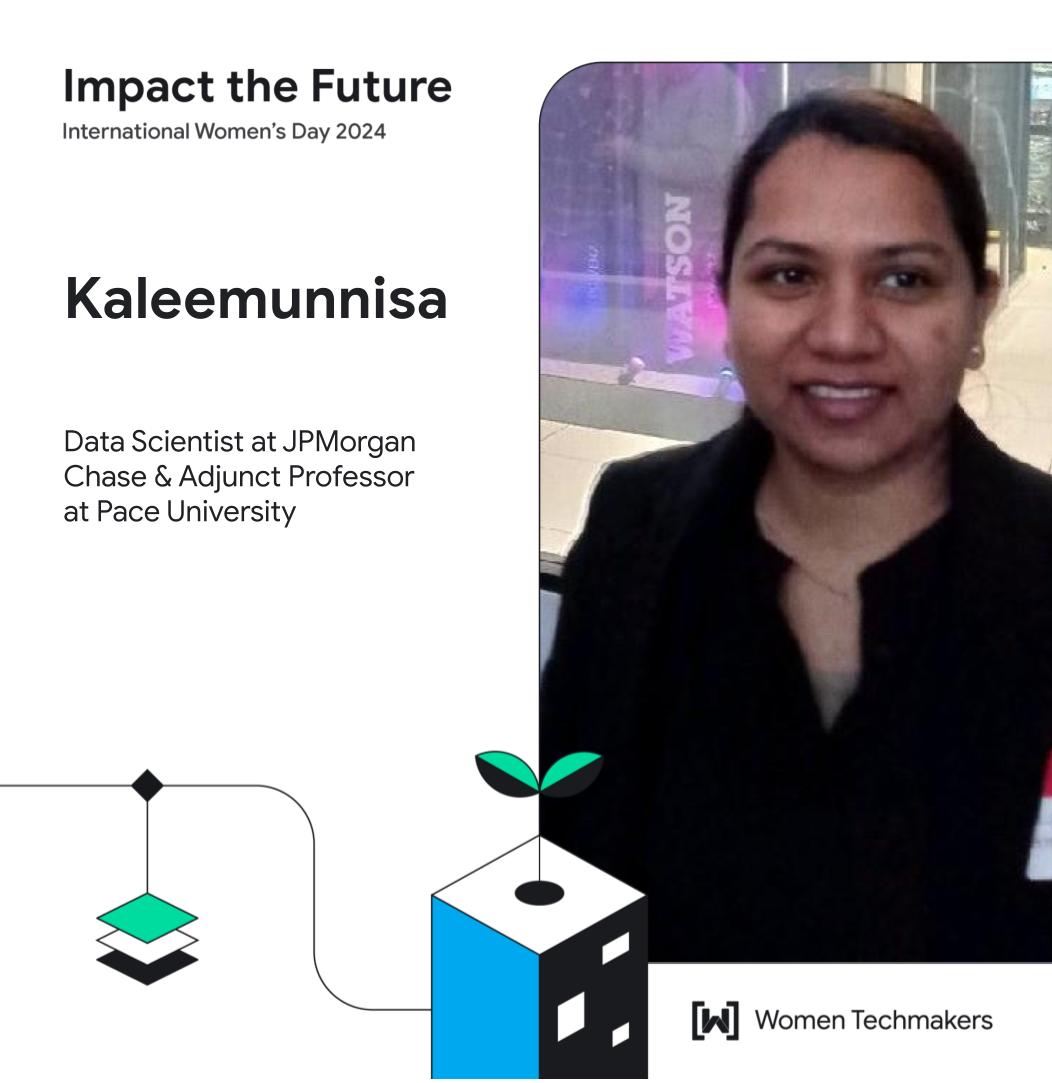 Impact the Future
International Women's Day 2024
Kaleemunnisa
Data Scientist at JPMorgan
Chase & Adjunct Professor
at Pace University
WATSON
Women Techmakers